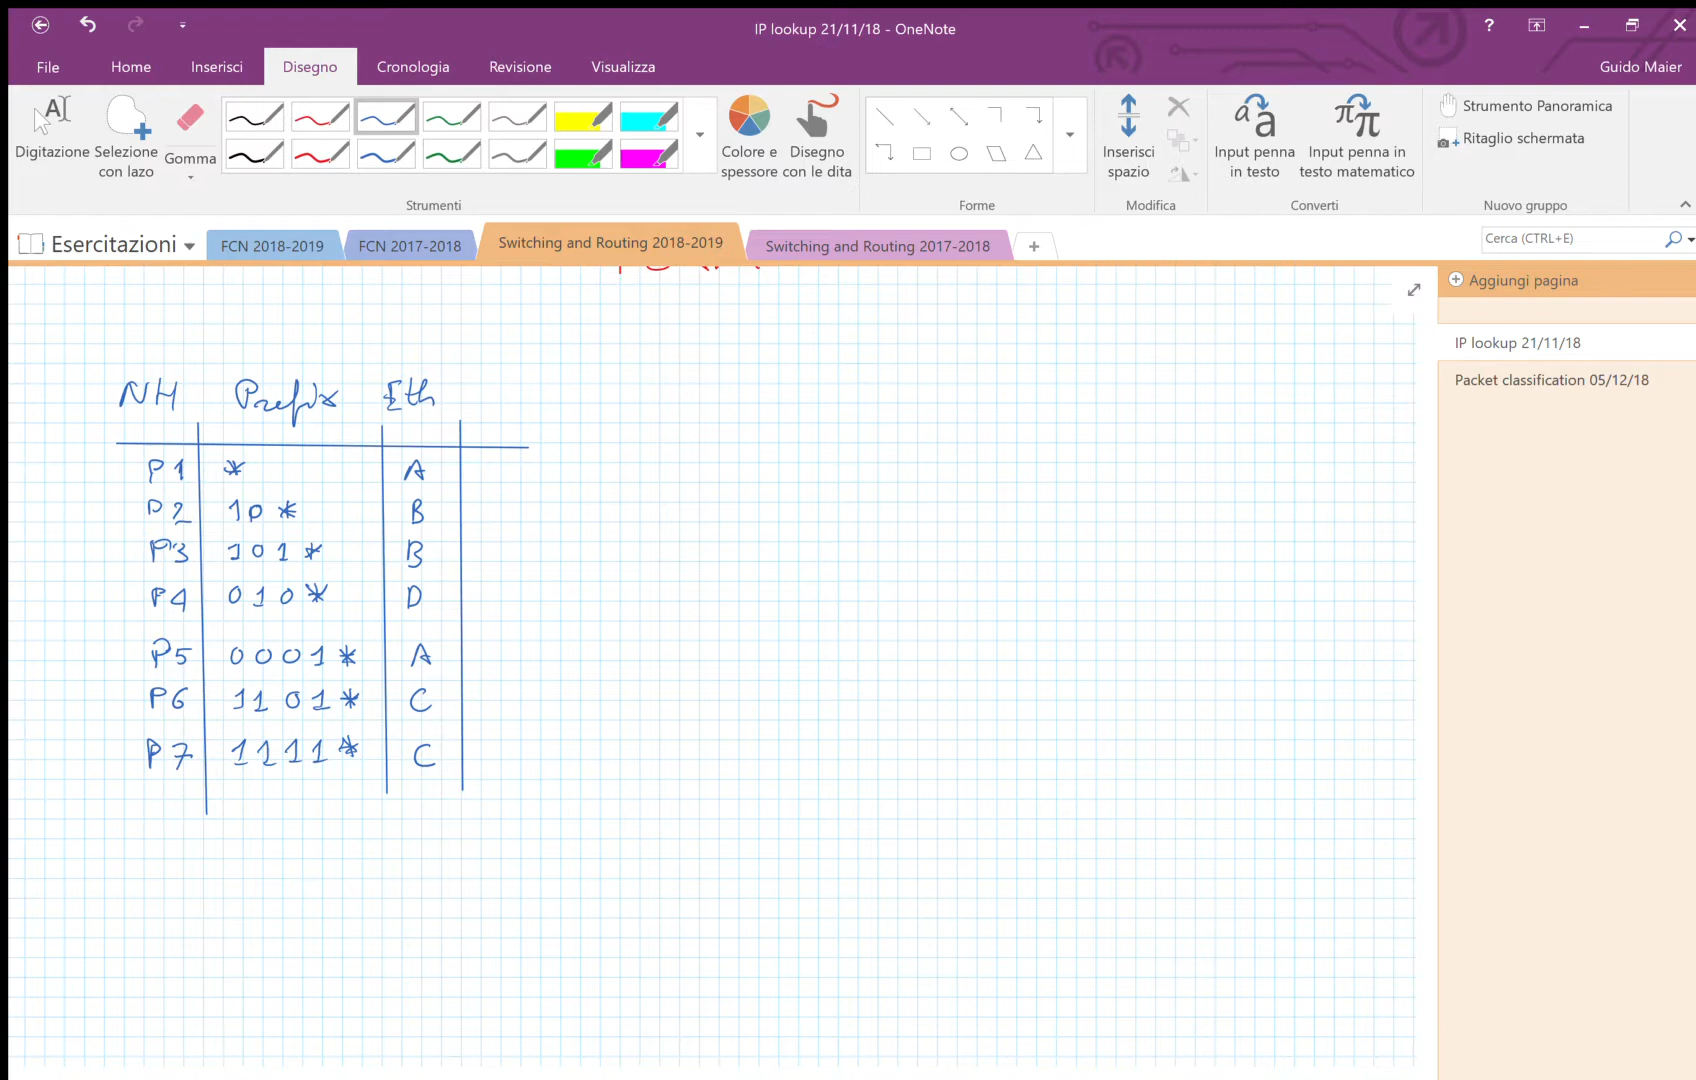 IP lookup 21/11/18 - OneNote
?
File Home Inserisci Disegno Cronologia Revisione Visualizza Guido Maier
Digitazione
Selezione con lazo
Gomma
Colore e spessore
Disegno con le dita
Inserisci spazio
Input penna in testo
Input penna in testo matematico
Strumento Panoramica
Ritaglio schermata
Strumenti Forme Modifica Converti Nuovo gruppo
Esercitazioni FCN 2018-2019 FCN 2017-2018 Switching and Routing 2018-2019 Switching and Routing 2017-2018 + Cerca (CTRL+E)
Aggiungi pagina
IP lookup 21/11/18
Packet classification 05/12/18
NH Prefix Eth
P1 * A
P2 10* B
P3 101* B
P4 010* D
P5 0001* A
P6 1101* C
P7 1111* C